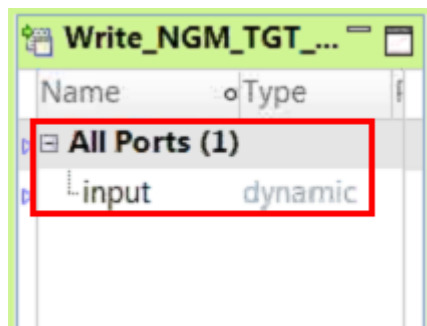 Write_NGM_TGT_...
Name Type
All Ports (1)
input dynamic